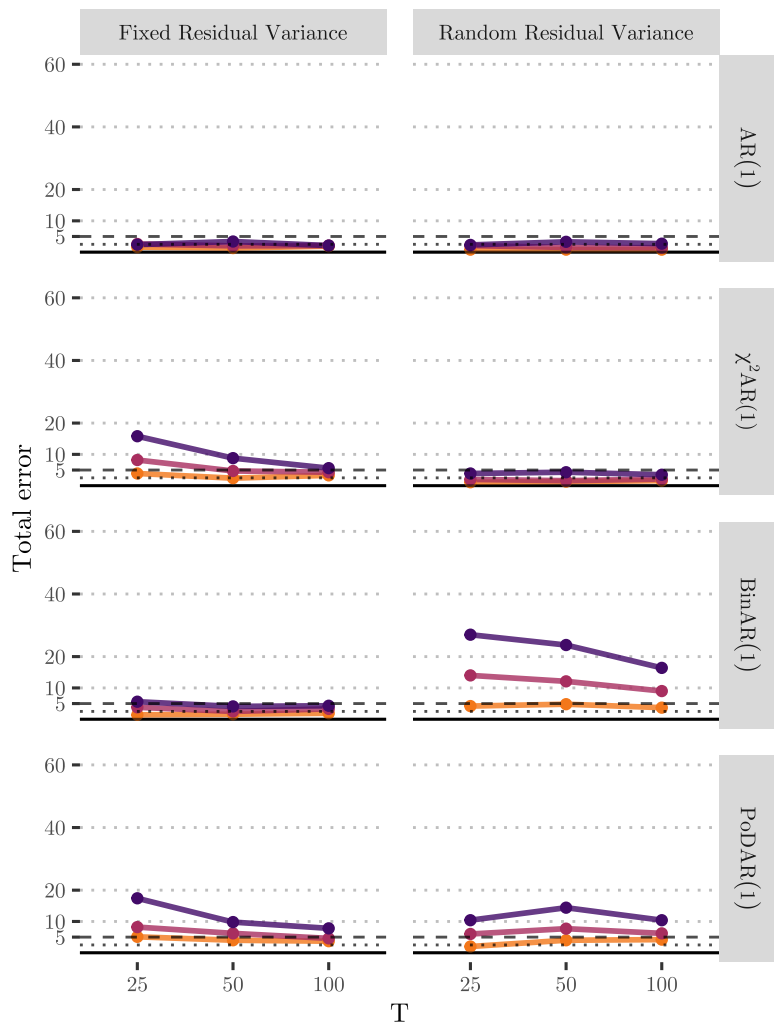 Fixed Residual Variance
Random Residual Variance
Total error
60
40
20
10
5
AR(1)
60
40
20
10
5
χ²AR(1)
60
40
20
10
5
BinAR(1)
60
40
20
10
5
PoDAR(1)
25 50 100
25 50 100
T